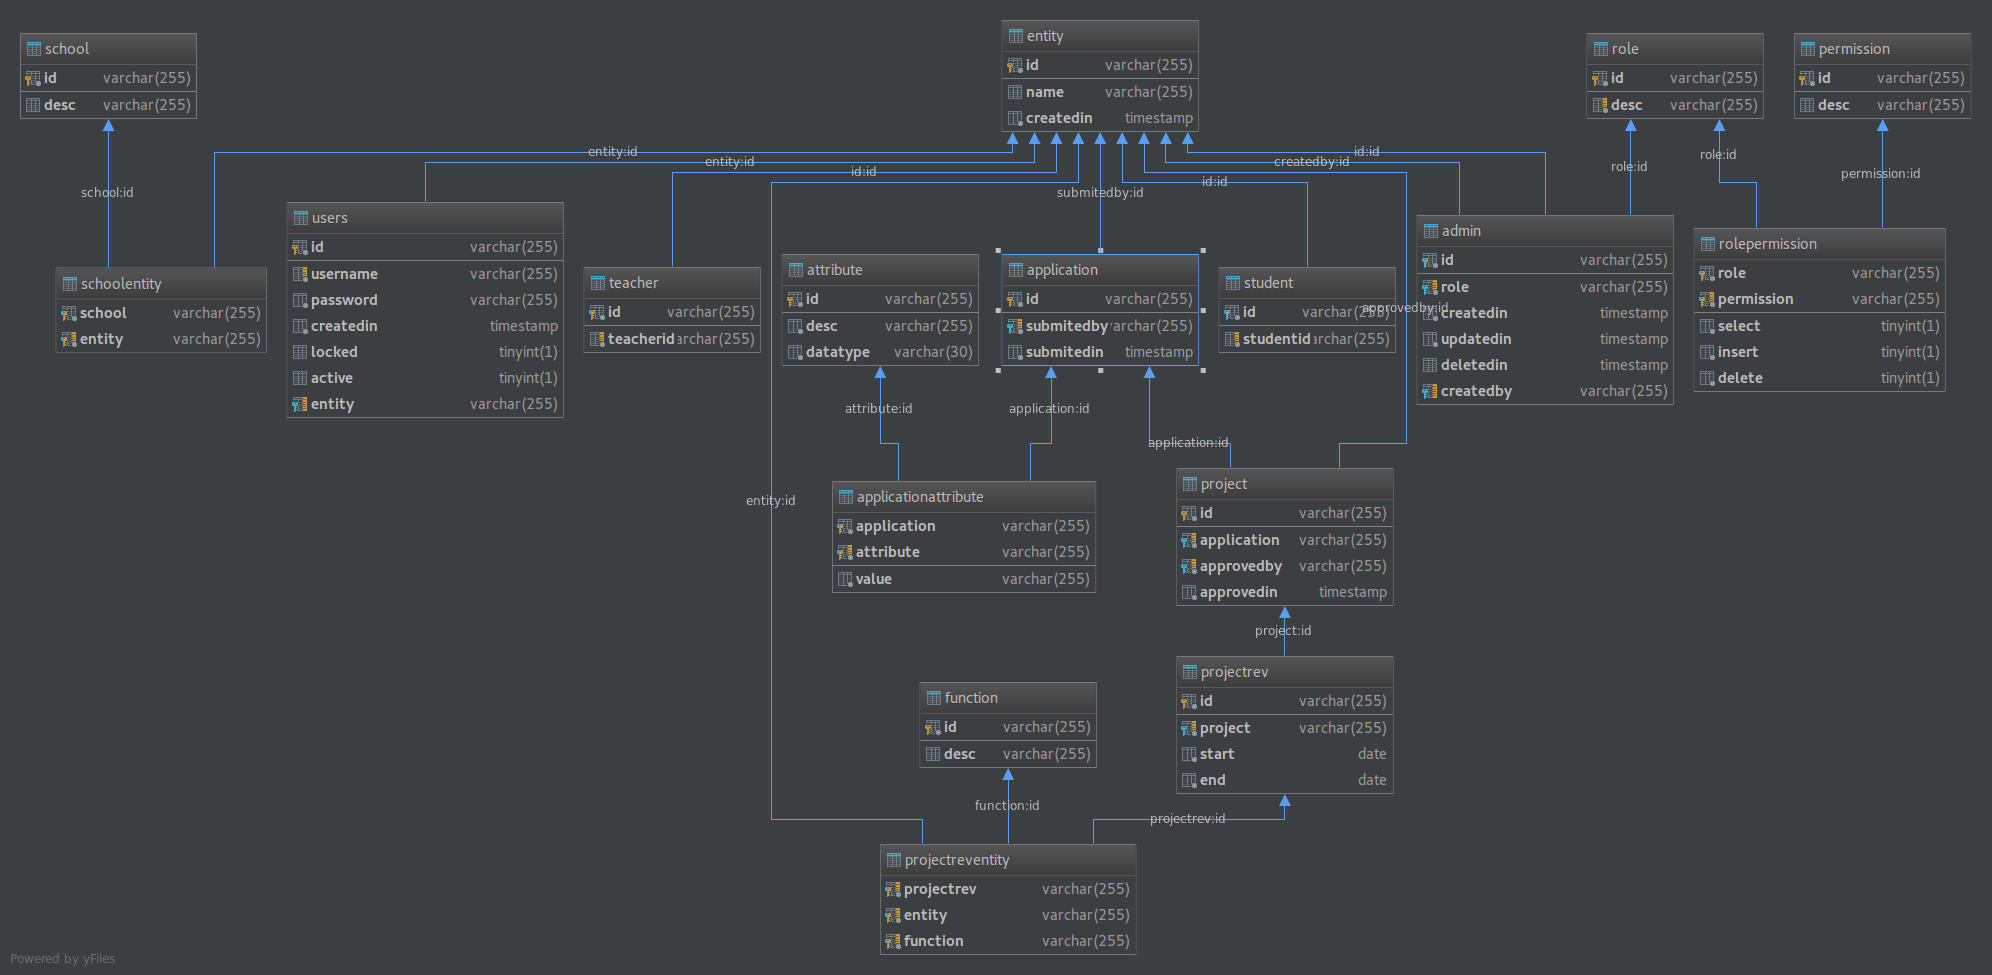 school
id varchar(255)
desc varchar(255)
entity
id varchar(255)
name varchar(255)
createdin timestamp
role
id varchar(255)
desc varchar(255)
permission
id varchar(255)
desc varchar(255)
entity:id
entity:id
id:id
submitedby:id
id:id
createdby:id
id:id
role:id
role:id
permission:id
school:id
users
id varchar(255)
username varchar(255)
password varchar(255)
createdin timestamp
locked tinyint(1)
active tinyint(1)
entity varchar(255)
schoolentity
school varchar(255)
entity varchar(255)
teacher
id varchar(255)
teacherid archar(255)
attribute
id varchar(255)
desc varchar(255)
datatype varchar(30)
application
id varchar(255)
submitedby archar(255)
submitedin timestamp
student
id varchar(255)
studentid archar(255)
approvedby:id
admin
id varchar(255)
role varchar(255)
createdin timestamp
updatedin timestamp
deletedin timestamp
createdby varchar(255)
rolepermission
role varchar(255)
permission varchar(255)
select tinyint(1)
insert tinyint(1)
delete tinyint(1)
attribute:id
application:id
application:id
entity:id
applicationattribute
application varchar(255)
attribute varchar(255)
value varchar(255)
project
id varchar(255)
application varchar(255)
approvedby varchar(255)
approvedin timestamp
project:id
projectrev
id varchar(255)
project varchar(255)
start date
end date
function
id varchar(255)
desc varchar(255)
function:id
projectrev:id
projectreventity
projectrev varchar(255)
entity varchar(255)
function varchar(255)
Powered by yFiles